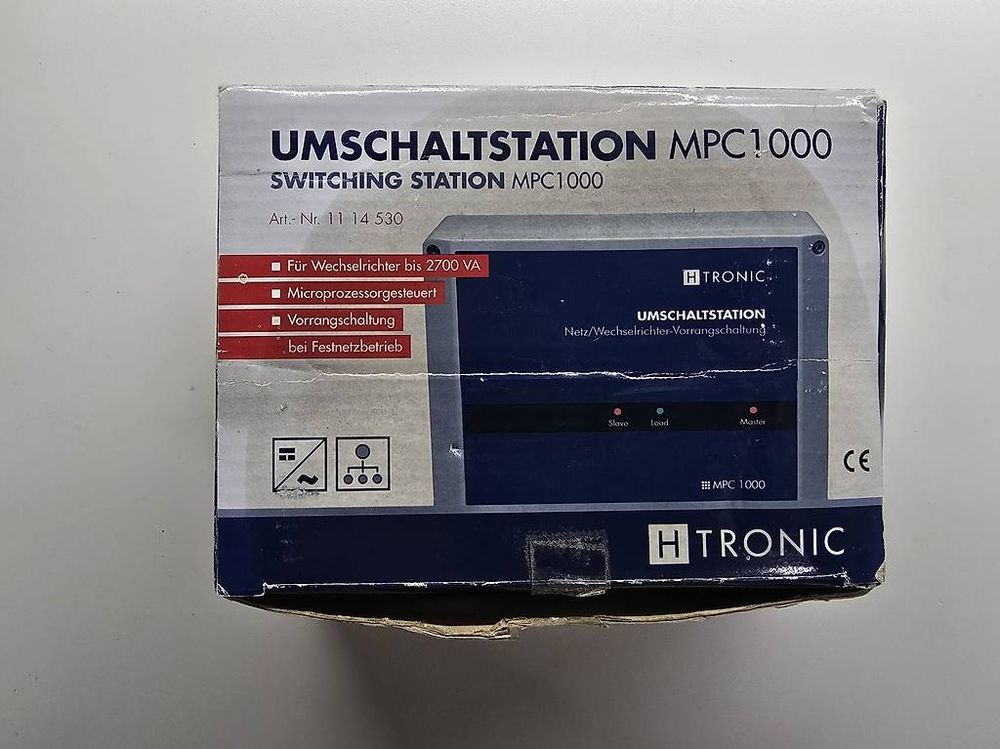 UMSCHALTSTATION MPC1000
SWITCHING STATION MPC1000
Art.- Nr. 11 14 530
Für Wechselrichter bis 2700 VA
Microprozessorgesteuert
Vorrangschaltung
bei Festnetzbetrieb
H TRONIC
UMSCHALTSTATION
Netz/Wechselrichter-Vorrangschaltung
Slave Load Master
MPC 1000
CE
H TRONIC